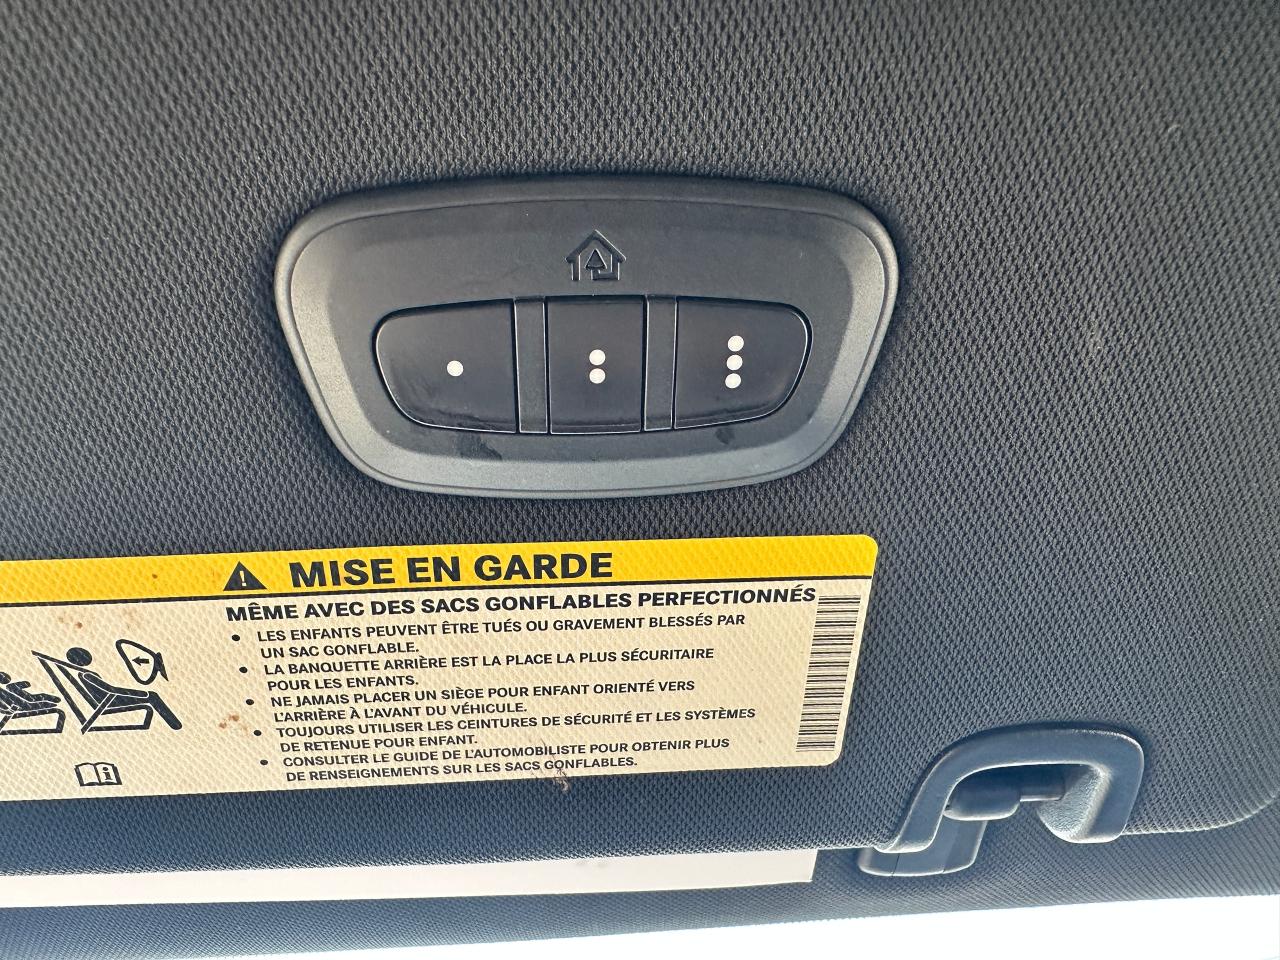 MISE EN GARDE
MÊME AVEC DES SACS GONFLABLES PERFECTIONNÉS
• LES ENFANTS PEUVENT ÊTRE TUÉS OU GRAVEMENT BLESSÉS PAR
UN SAC GONFLABLE.
• LA BANQUETTE ARRIÈRE EST LA PLACE LA PLUS SÉCURITAIRE
POUR LES ENFANTS.
• NE JAMAIS PLACER UN SIÈGE POUR ENFANT ORIENTÉ VERS
L'ARRIÈRE À L'AVANT DU VÉHICULE.
• TOUJOURS UTILISER LES CEINTURES DE SÉCURITÉ ET LES SYSTÈMES
DE RETENUE POUR ENFANT.
• CONSULTER LE GUIDE DE L'AUTOMOBILISTE POUR OBTENIR PLUS
DE RENSEIGNEMENTS SUR LES SACS GONFLABLES.